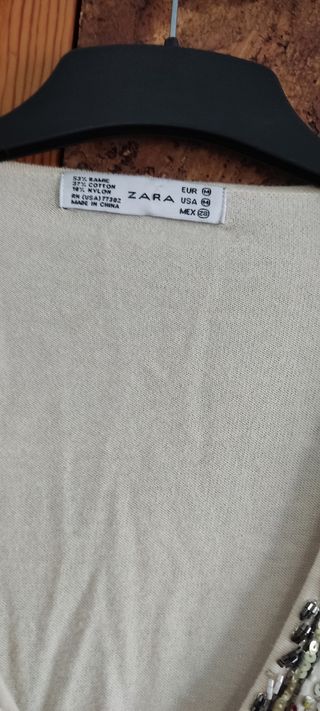 53% RAMIE
37% COTTON
10% NYLON
RN (USA) 77302
MADE IN CHINA
ZARA
EUR M
USA M
MEX 28